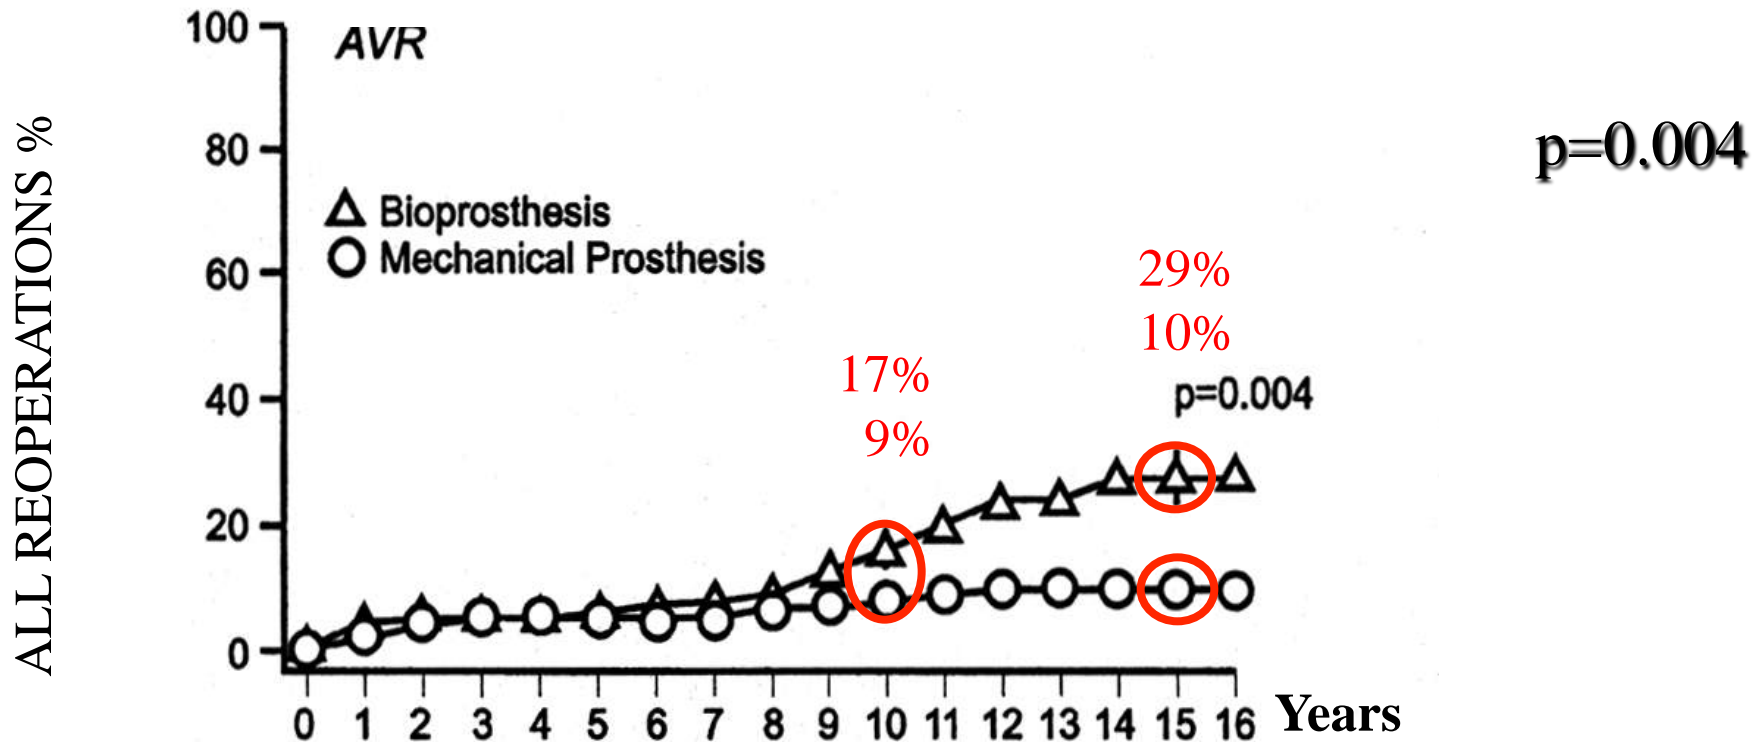 100
AVR
80
60
40
20
0
ALL REOPERATIONS %
Bioprosthesis
Mechanical Prosthesis
p=0.004
29%
10%
17%
9%
p=0.004
0 1 2 3 4 5 6 7 8 9 10 11 12 13 14 15 16 Years